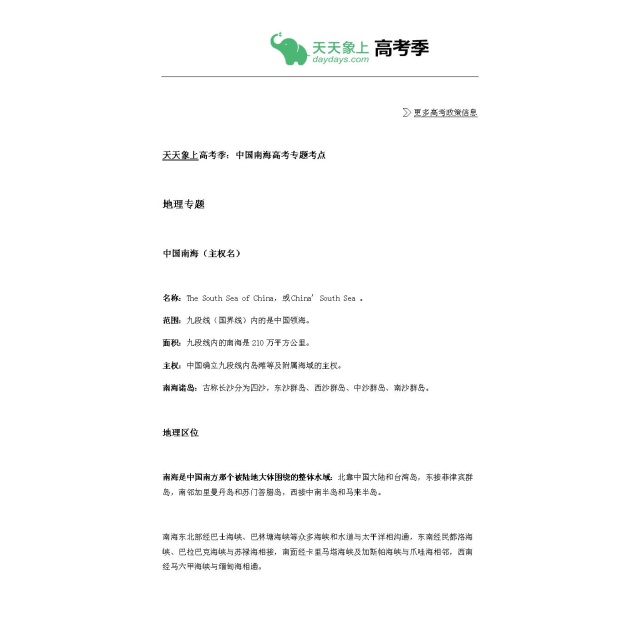 天天象上 高考季
daydays.com
更多高考政策信息
天天象上高考季：中国南海高考专题考点
地理专题
中国南海（主权名）
名称：The South Sea of China，或China' South Sea 。
范围：九段线（国界线）内的是中国领海。
面积：九段线内的南海是210 万平方公里。
主权：中国确立九段线内岛滩等及附属海域的主权。
南海诸岛：古称长沙分为四沙，东沙群岛、西沙群岛、中沙群岛、南沙群岛。
地理区位
南海是中国南方那个被陆地大体围绕的整体水域：北靠中国大陆和台湾岛，东接菲律宾群
岛，南邻加里曼丹岛和苏门答腊岛，西接中南半岛和马来半岛。
南海东北部经巴士海峡、巴林塘海峡等众多海峡和水道与太平洋相沟通，东南经民都洛海
峡、巴拉巴克海峡与苏禄海相接，南面经卡里马塔海峡及加斯帕海峡与爪哇海相邻，西南
经马六甲海峡与缅甸海相通。